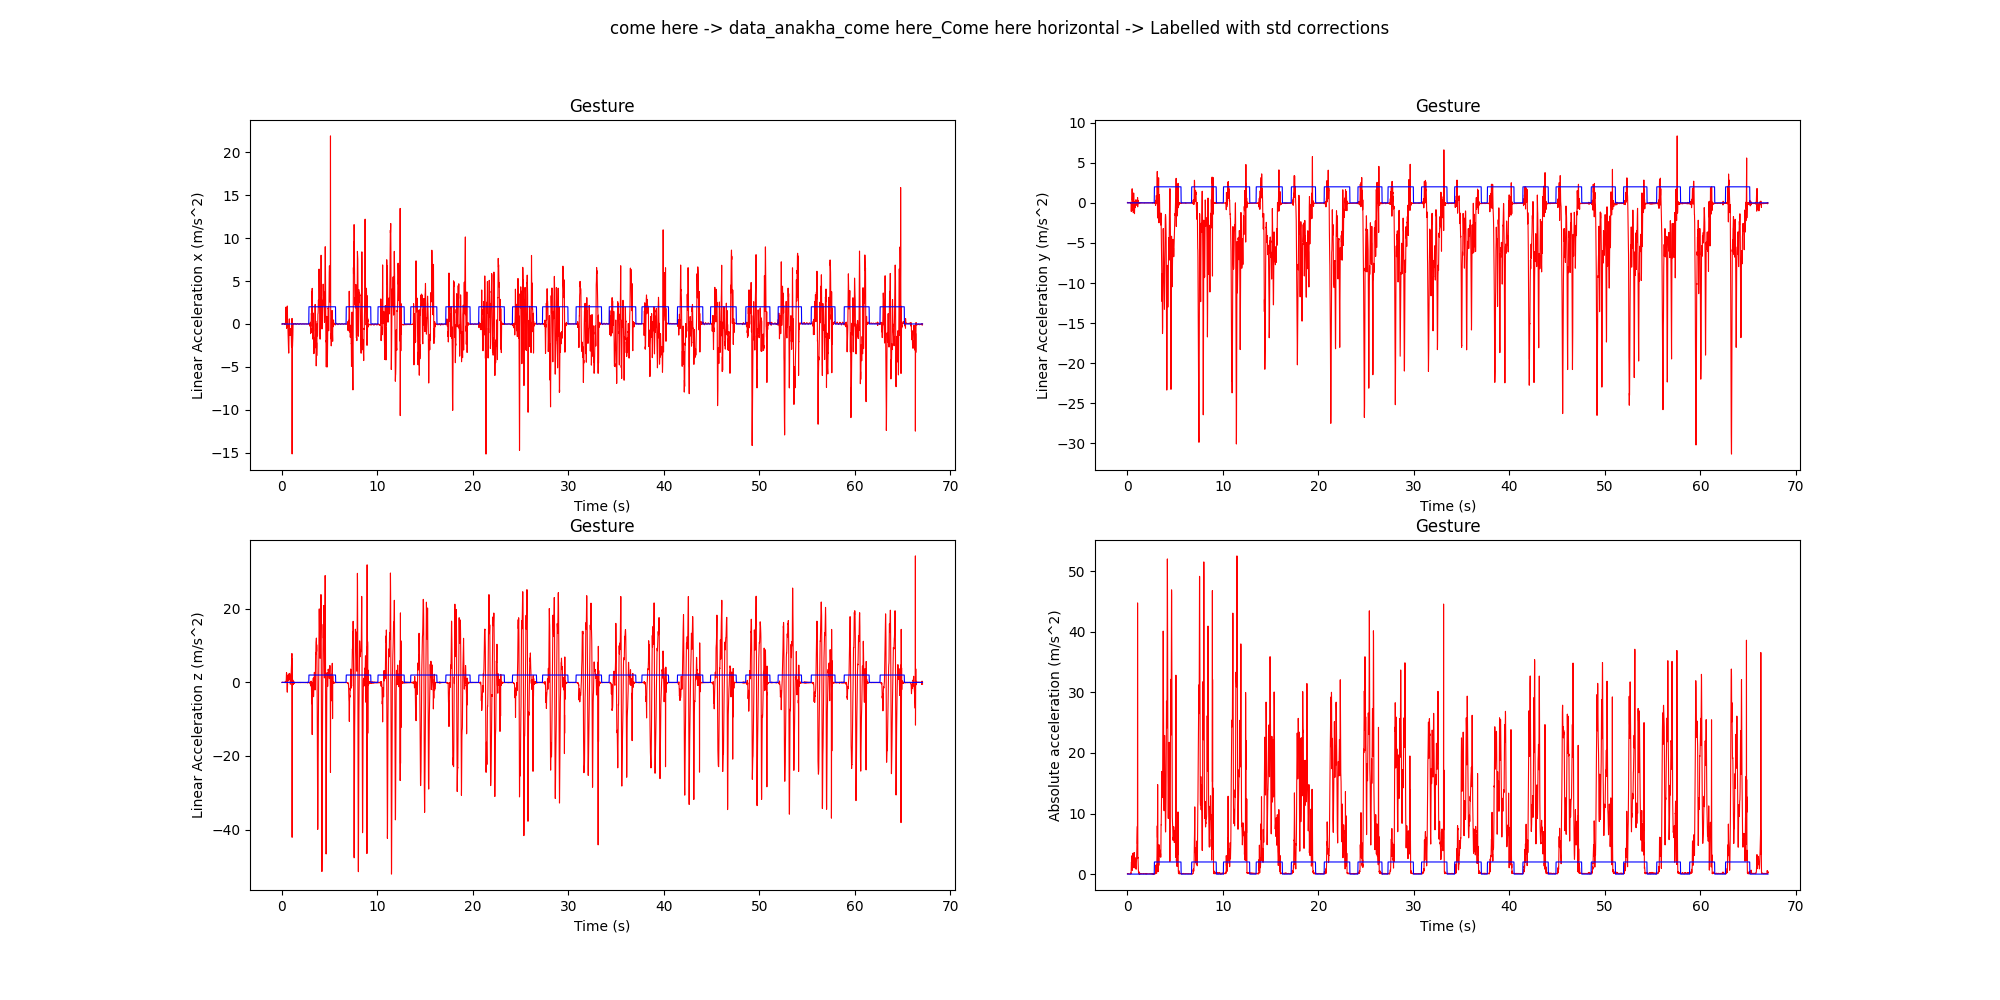 come here -> data_anakha_come here_Come here horizontal -> Labelled with std corrections
Gesture
Linear Acceleration x (m/s^2)
20
15
10
5
0
−5
−10
−15
0 10 20 30 40 50 60 70
Time (s)
Gesture
Linear Acceleration y (m/s^2)
10
5
0
−5
−10
−15
−20
−25
−30
0 10 20 30 40 50 60 70
Time (s)
Gesture
Linear Acceleration z (m/s^2)
20
0
−20
−40
0 10 20 30 40 50 60 70
Time (s)
Gesture
Absolute acceleration (m/s^2)
50
40
30
20
10
0
0 10 20 30 40 50 60 70
Time (s)